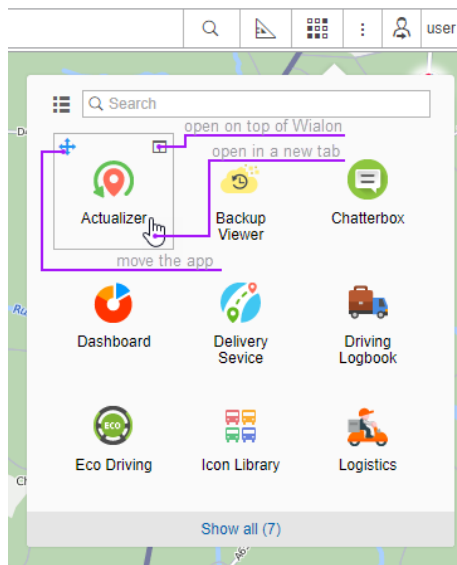 user
Search
open on top of Wialon
open in a new tab
Actualizer
Backup
Viewer
Chatterbox
move the app
Dashboard
Delivery
Sevice
Driving
Logbook
ECO
Eco Driving
Icon Library
Logistics
Show all (7)